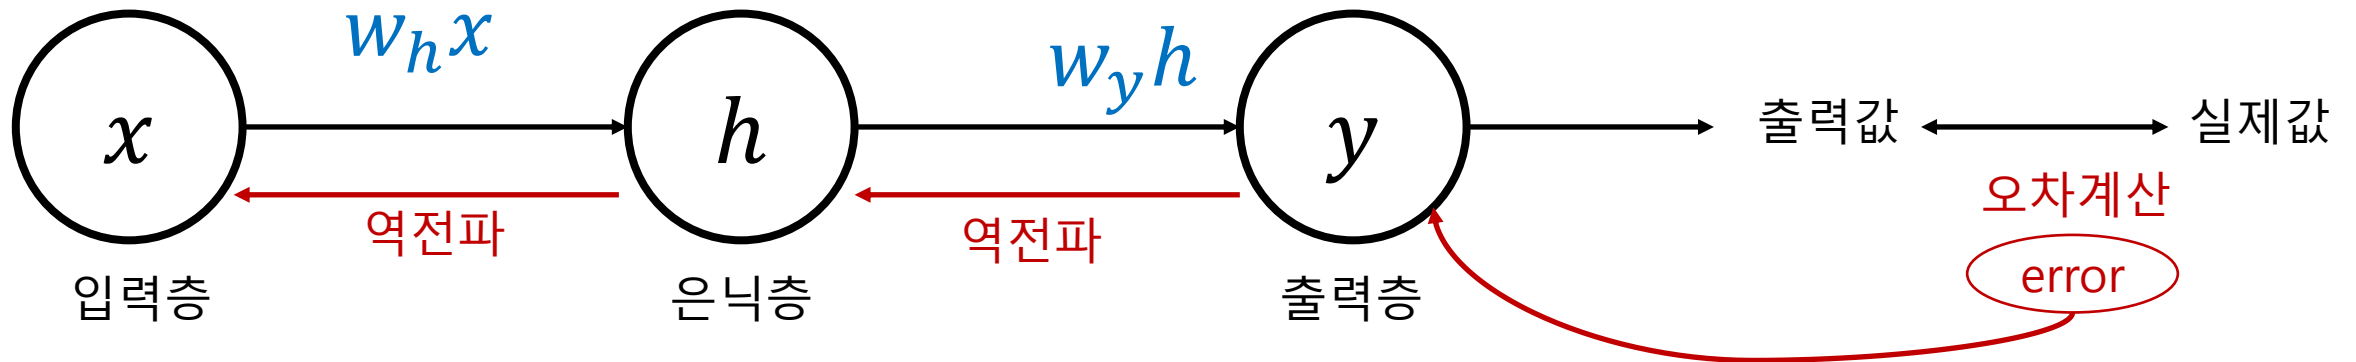 w_h x
w_y h
x
h
y
출력값
실제값
오차계산
역전파
역전파
error
입력층
은닉층
출력층